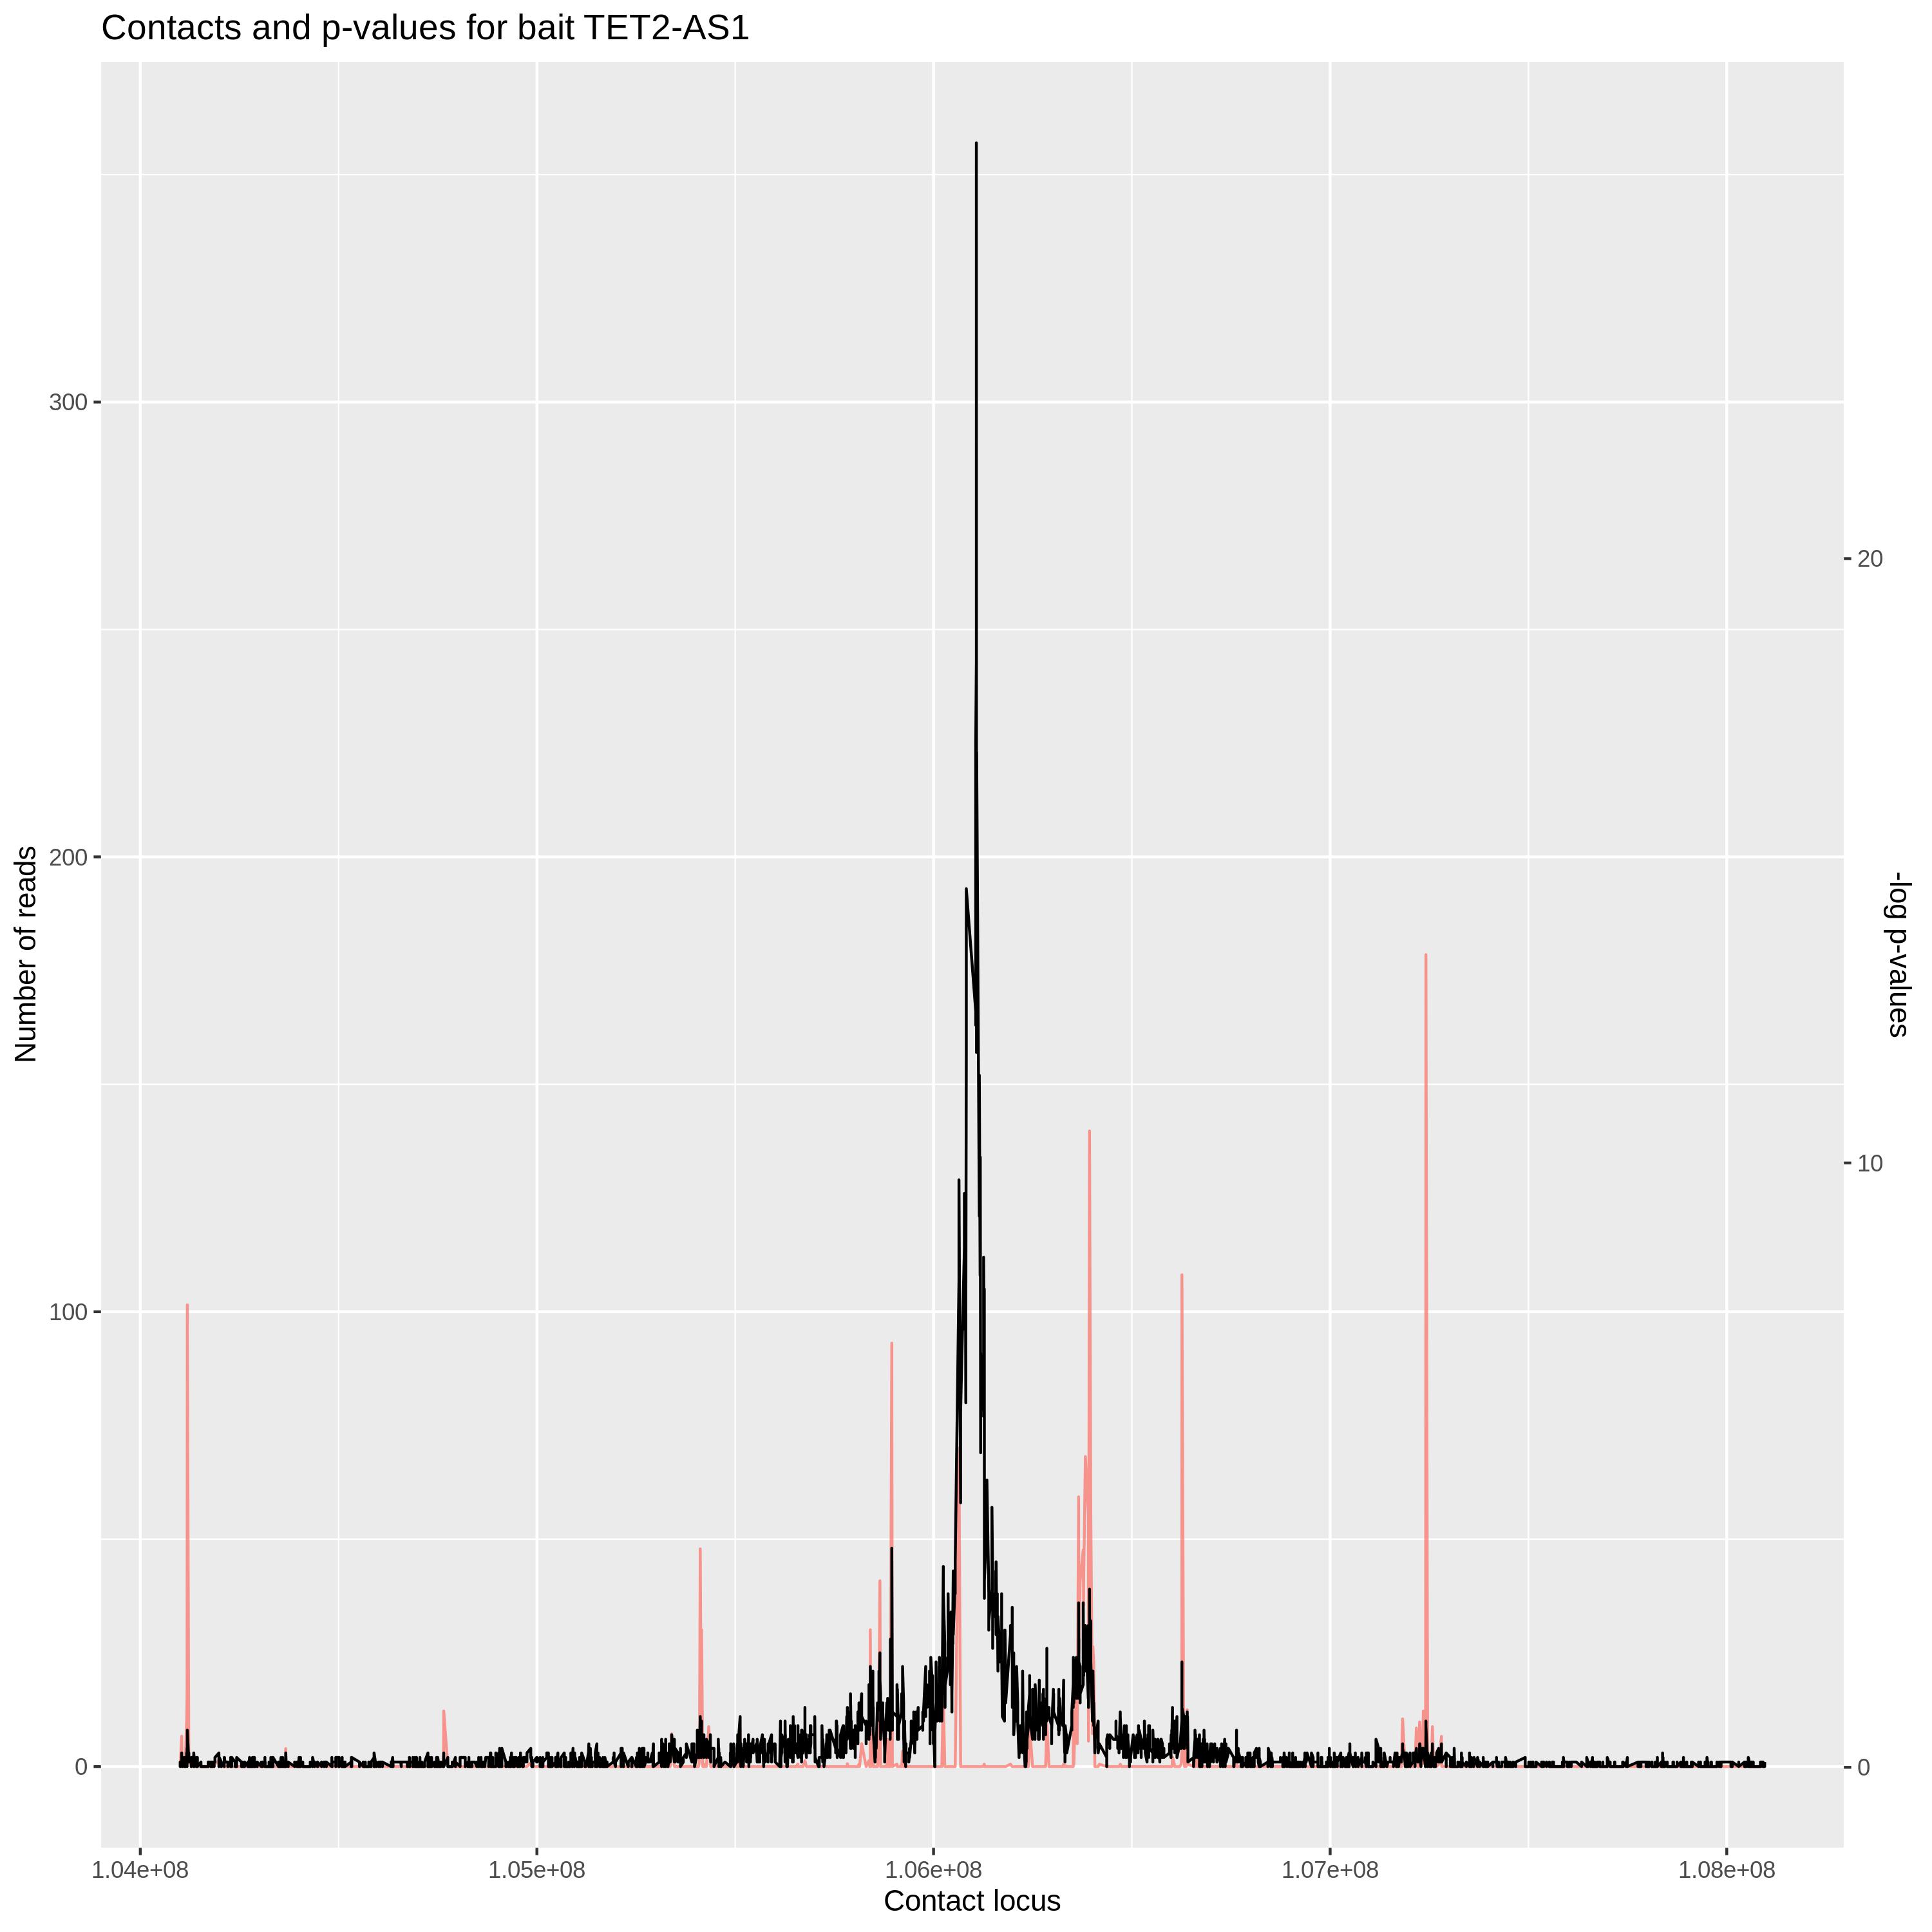 Contacts and p-values for bait TET2-AS1
300
200
100
0
Number of reads
20
10
0
-log p-values
1.04e+08 1.05e+08 1.06e+08 1.07e+08 1.08e+08
Contact locus